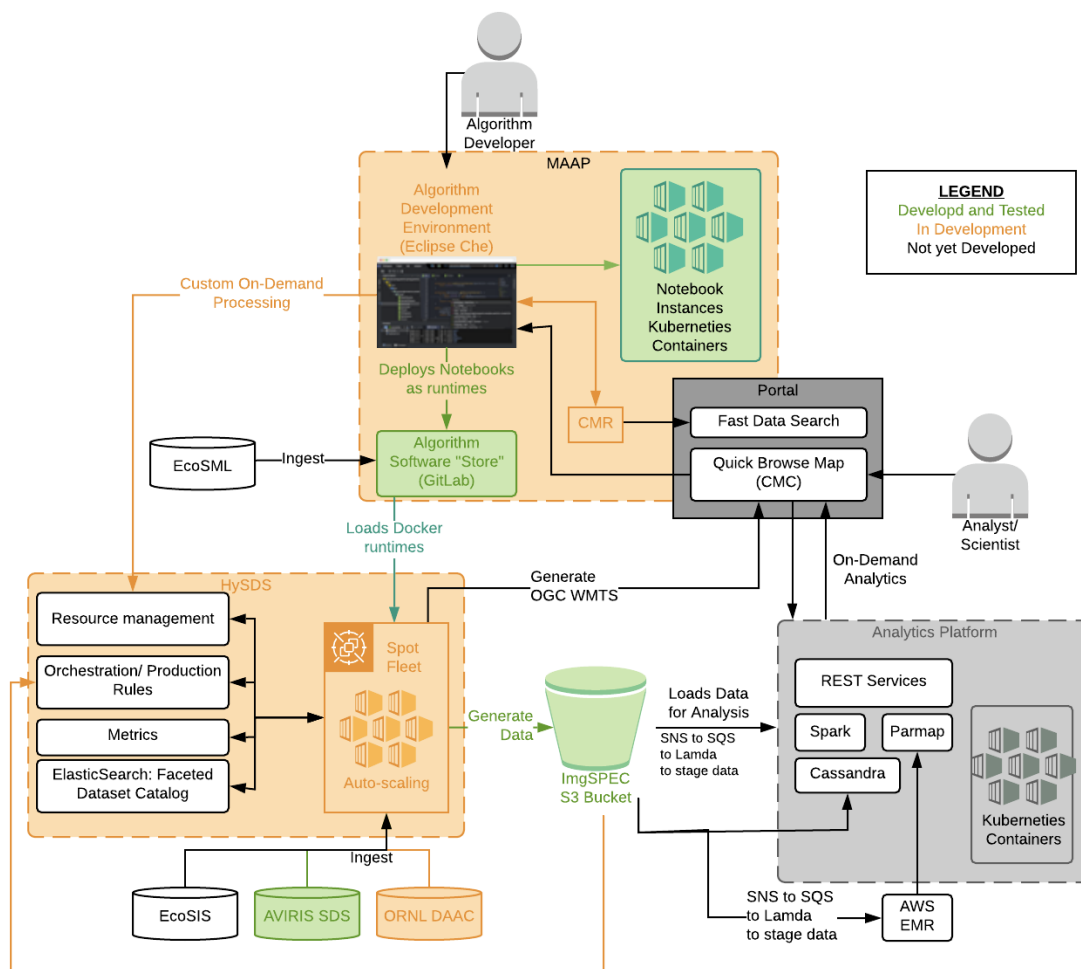 Algorithm
Developer
MAAP
Algorithm
Development
Environment
(Eclipse Che)
Notebook
Instances
Kuberneties
Containers
LEGEND
Developd and Tested
In Development
Not yet Developed
Custom On-Demand
Processing
Deploys Notebooks
as runtimes
CMR
Portal
Fast Data Search
Quick Browse Map
(CMC)
EcoSML
Ingest
Algorithm
Software "Store"
(GitLab)
Analyst/
Scientist
Loads Docker
runtimes
On-Demand
Analytics
Generate
OGC WMTS
HySDS
Resource management
Orchestration/ Production
Rules
Metrics
ElasticSearch: Faceted
Dataset Catalog
Spot
Fleet
Auto-scaling
Generate
Data
ImgSPEC
S3 Bucket
Loads Data
for Analysis
SNS to SQS
to Lamda
to stage data
Analytics Platform
REST Services
Spark
Parmap
Cassandra
Kuberneties
Containers
Ingest
EcoSIS
AVIRIS SDS
ORNL DAAC
SNS to SQS
to Lamda
to stage data
AWS
EMR